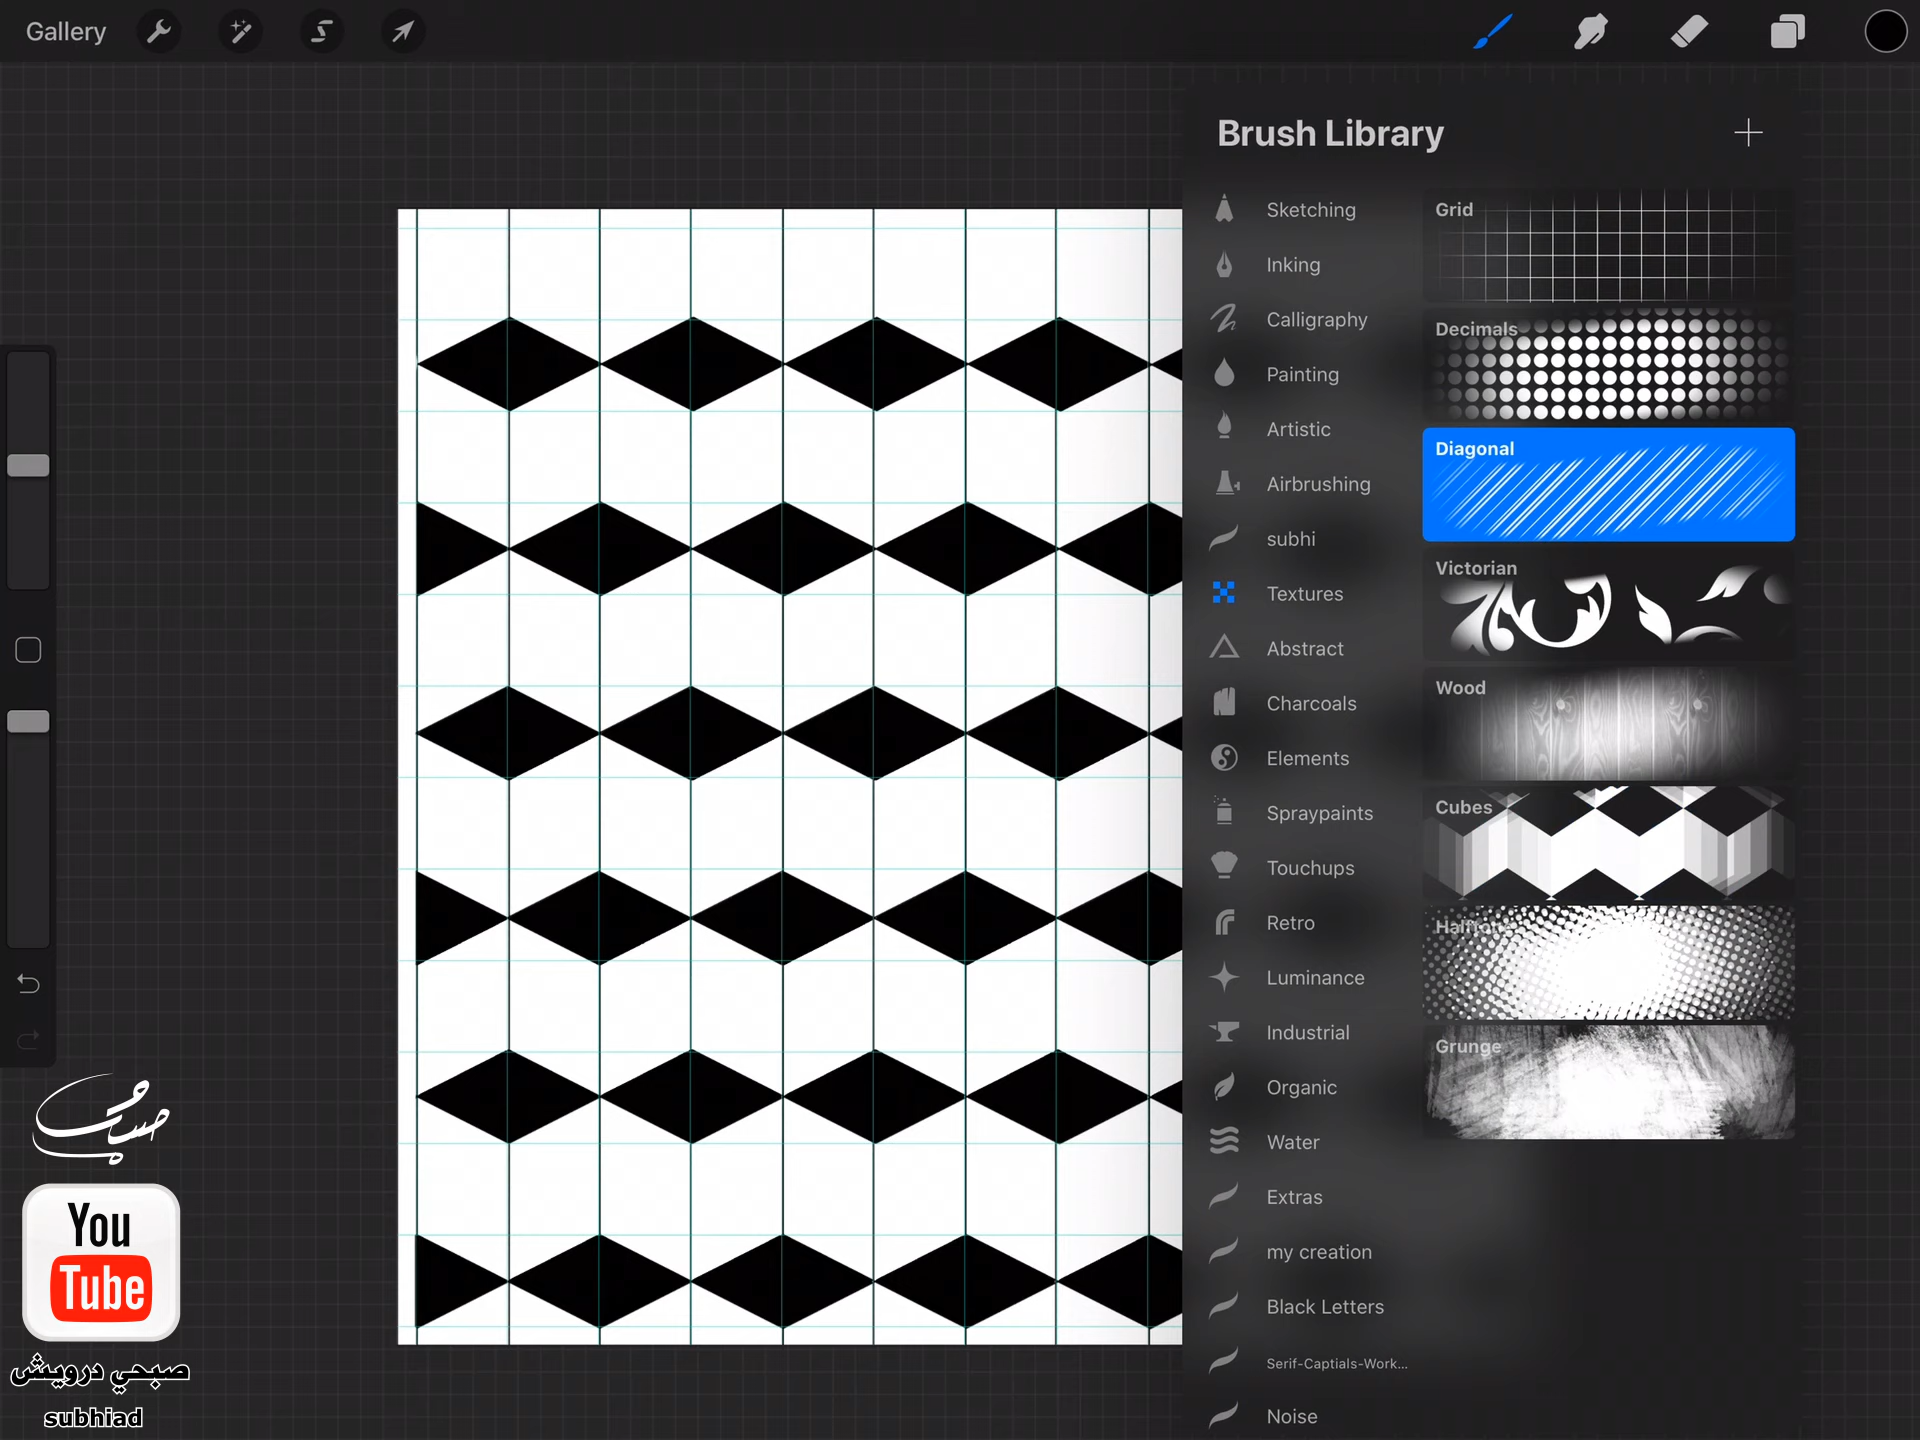 Gallery
Brush Library
Sketching
Inking
Calligraphy
Painting
Artistic
Airbrushing
subhi
Textures
Abstract
Charcoals
Elements
Spraypaints
Touchups
Retro
Luminance
Industrial
Organic
Water
Extras
my creation
Black Letters
Serif-Captials-Work...
Noise
Grid
Decimals
Diagonal
Victorian
Wood
Cubes
Halftone
Grunge
You
Tube
صبحي درويش
subhiad